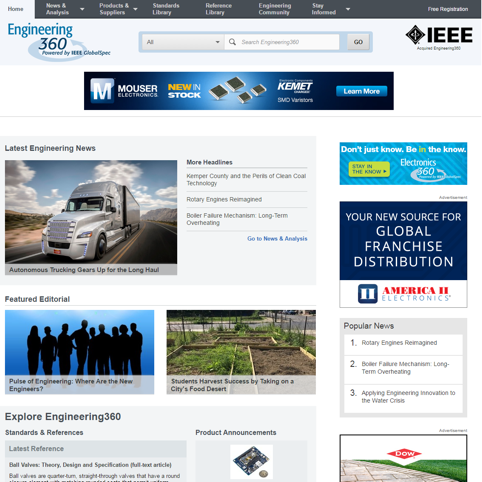 Home
News & Analysis
Products & Suppliers
Standards Library
Reference Library
Engineering Community
Stay Informed
Free Registration
Engineering
360
Powered by IEEE GlobalSpec
All
Search Engineering360
GO
IEEE
Acquired Engineering360
M
MOUSER
ELECTRONICS.
NEW IN
STOCK
KEMET
CHARGED
SMD Varistors
Learn More
Latest Engineering News
Autonomous Trucking Gears Up for the Long Haul
More Headlines
Kemper County and the Perils of Clean Coal
Technology
Rotary Engines Reimagined
Boiler Failure Mechanism: Long-Term
Overheating
Go to News & Analysis
Don't just know. Be in the know.
STAY IN
THE KNOW
Electronics
360
Powered by IEEE GlobalSpec
Advertisement
YOUR NEW SOURCE FOR
GLOBAL
FRANCHISE
DISTRIBUTION
AMERICA II
ELECTRONICS
Featured Editorial
Pulse of Engineering: Where Are the New
Engineers?
Students Harvest Success by Taking on a
City's Food Desert
Popular News
1. Rotary Engines Reimagined
2. Boiler Failure Mechanism: Long-
Term Overheating
3. Applying Engineering Innovation to
the Water Crisis
Advertisement
DOW
Explore Engineering360
Standards & References
Latest Reference
Ball Valves: Theory, Design and Specification (full-text article)
Ball valves are quarter-turn, straight-through valves that have a round
Product Announcements